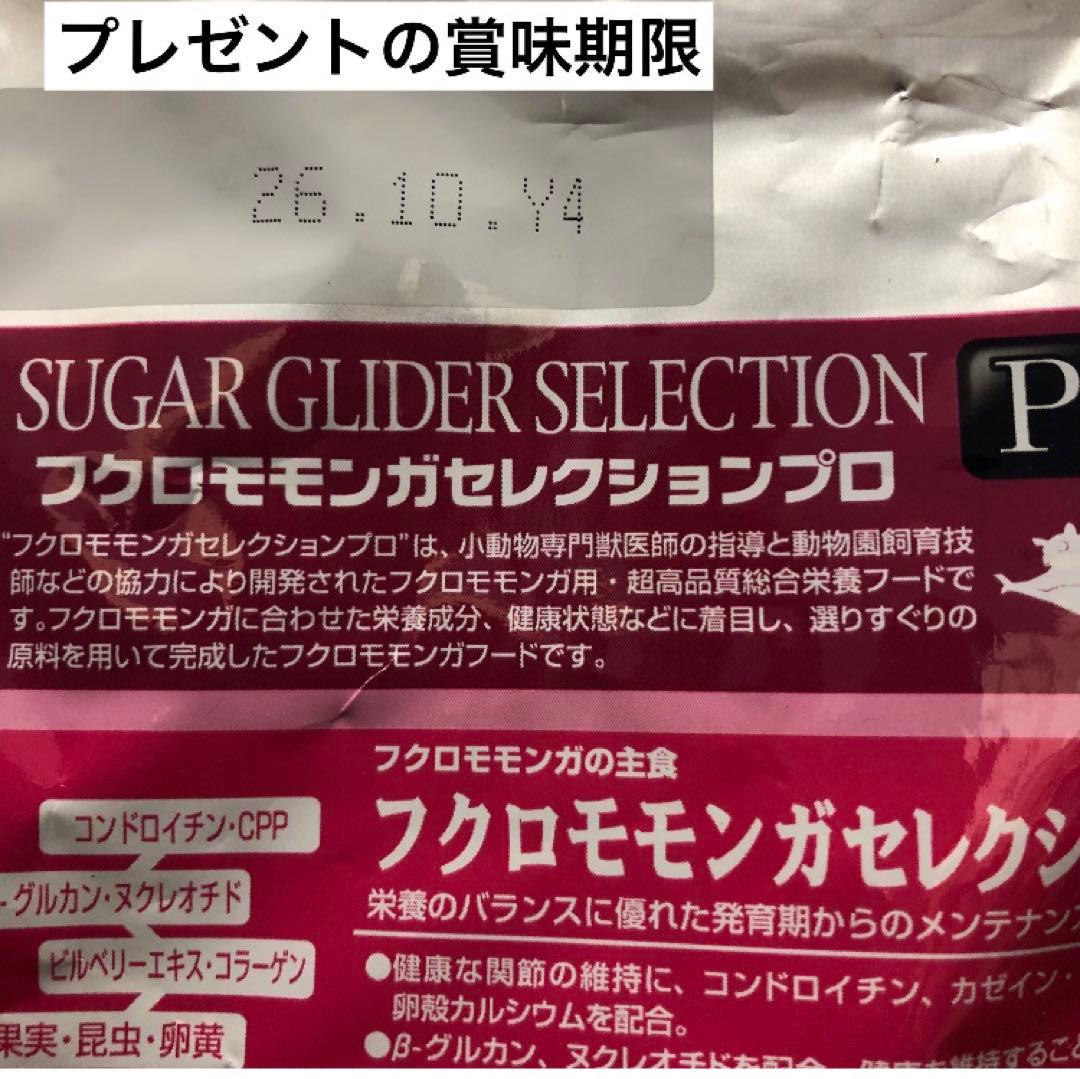 プレゼントの賞味期限
26.10.Y4
SUGAR GLIDER SELECTION P
フクロモモンガセレクションプロ
"フクロモモンガセレクションプロ"は、小動物専門獣医師の指導と動物園飼育技
師などの協力により開発されたフクロモモンガ用・超高品質総合栄養フードで
す。フクロモモンガに合わせた栄養成分、健康状態などに着目し、選りすぐりの
原料を用いて完成したフクロモモンガフードです。
フクロモモンガの主食
フクロモモンガセレクシ
栄養のバランスに優れた発育期からのメンテナンス
コンドロイチン・CPP
-グルカン・ヌクレオチド
ビルベリーエキス・コラーゲン
果実・昆虫・卵黄
●健康な関節の維持に、コンドロイチン、カゼイン・
卵殻カルシウムを配合。
●β-グルカン、ヌクレオチドを配合。健康を維持すること